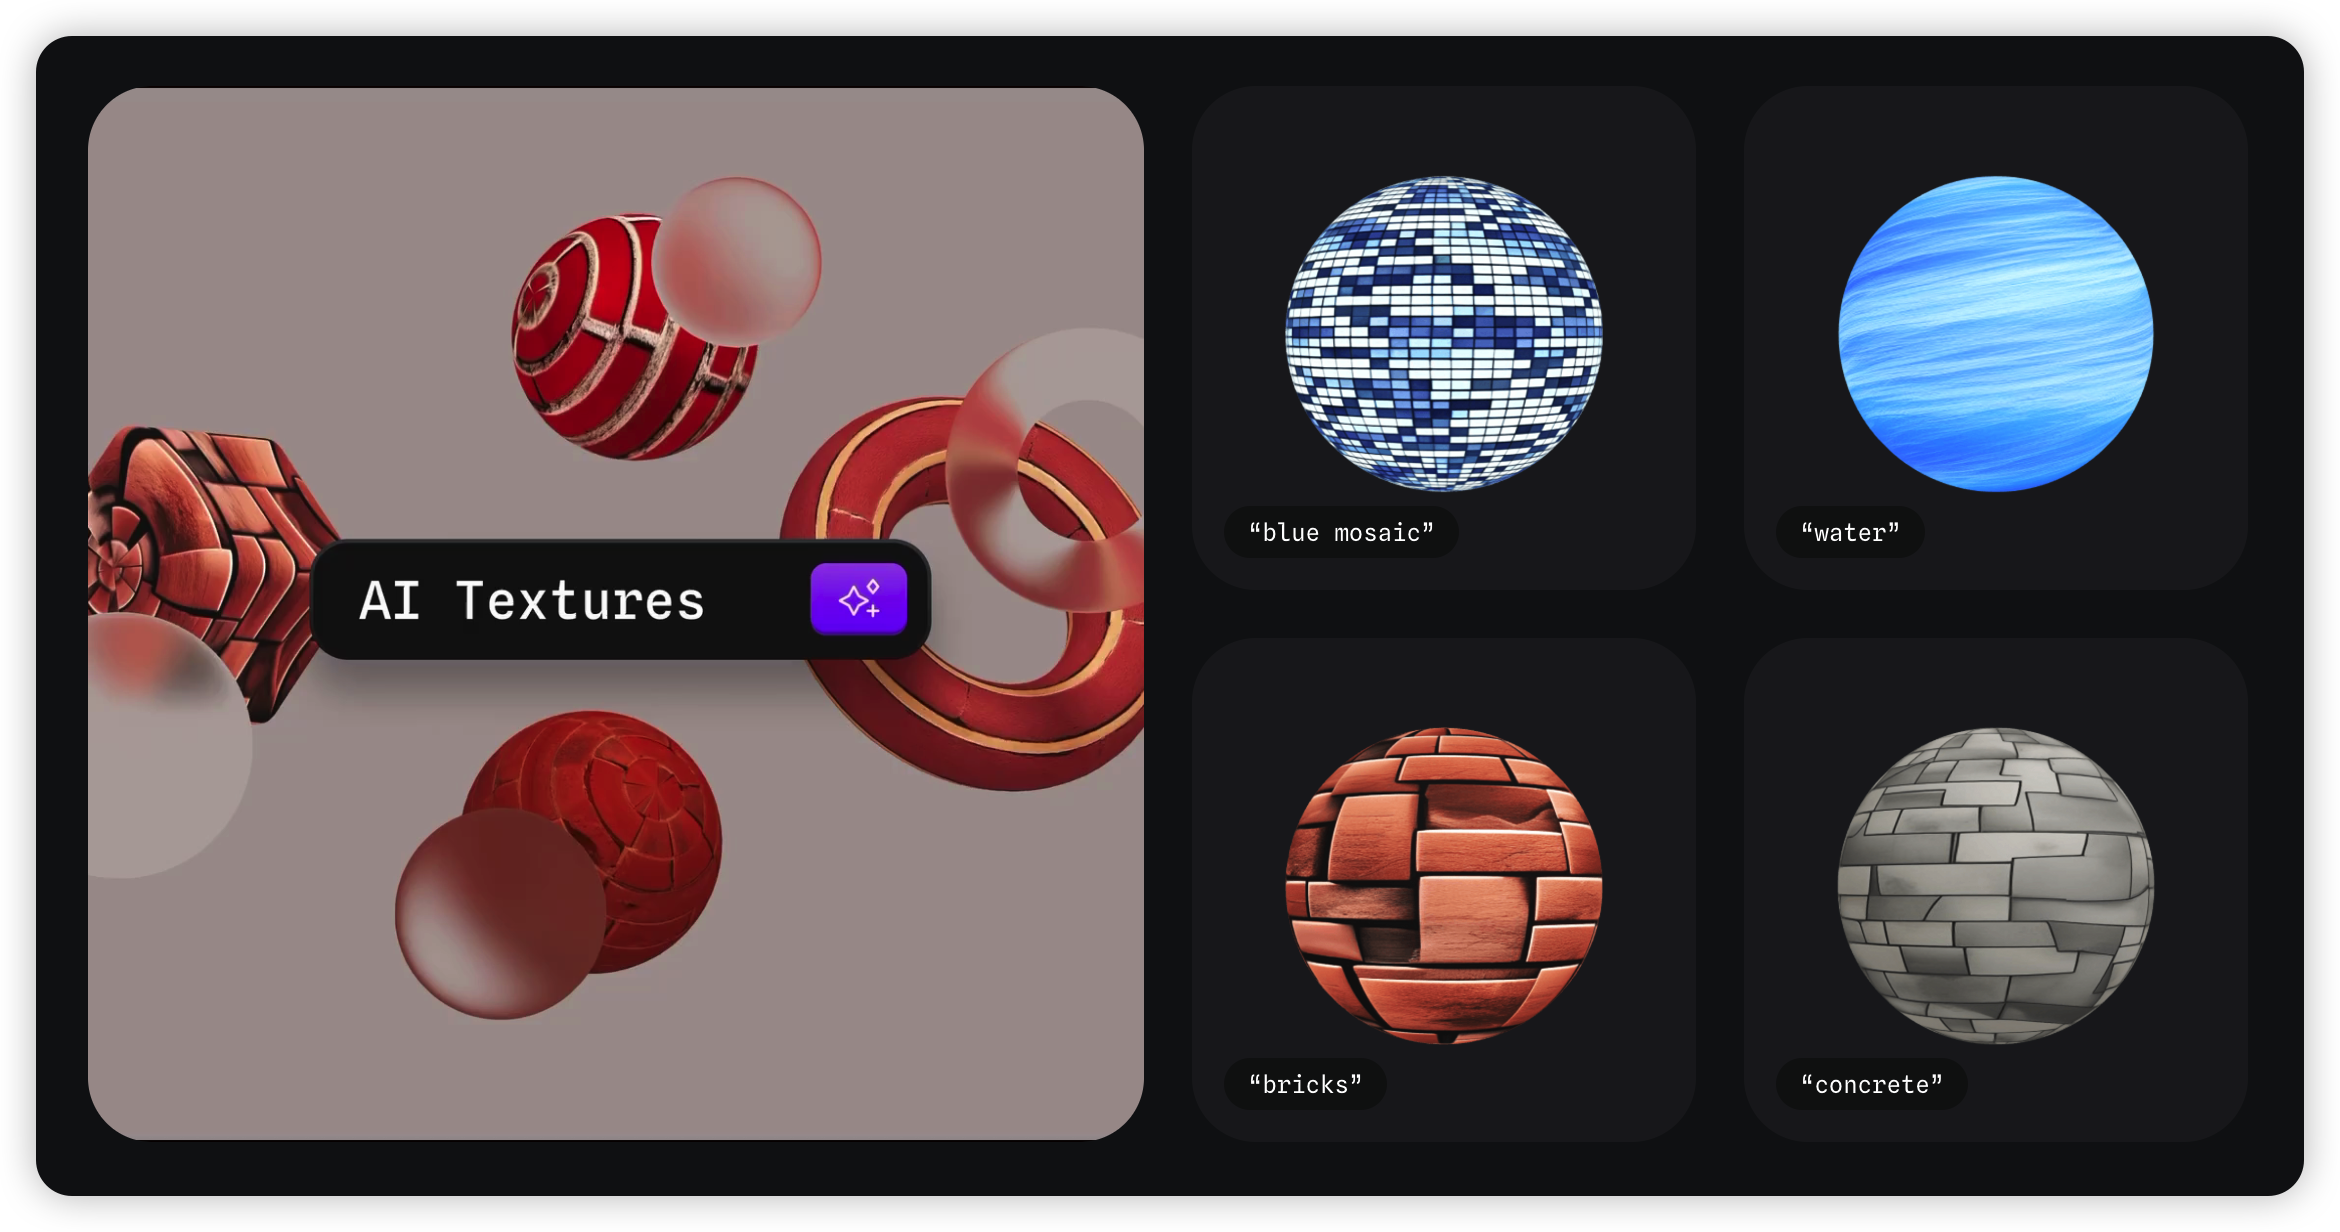 AI Textures
“blue mosaic”
“water”
“bricks”
“concrete”